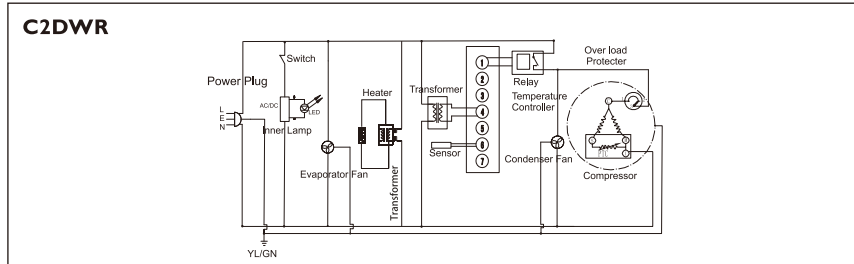 C2DWR
Switch
Power Plug
L
E
N
AC/DC
LED
Inner Lamp
YL/GN
Evaporator Fan
Heater
Transformer
Transformer
Sensor
1
2
3
4
5
6
7
Relay
Temperature
Controller
Condenser Fan
Over load
Protecter
PTC
Compressor